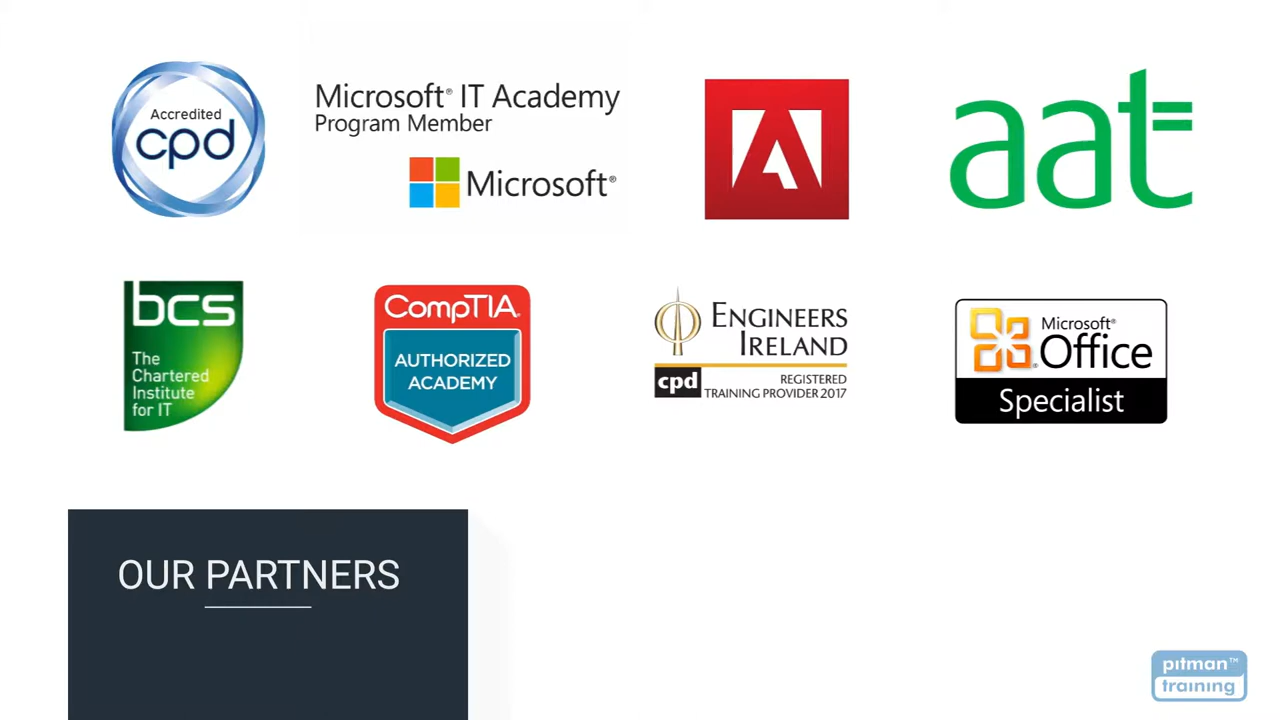 Accredited
cpd
Microsoft® IT Academy
Program Member
Microsoft®
aat
bcs
The
Chartered
Institute
for IT
CompTIA.
AUTHORIZED
ACADEMY
ENGINEERS
IRELAND
cpd
REGISTERED
TRAINING PROVIDER 2017
Microsoft®
Office
Specialist
OUR PARTNERS
pitman™
training